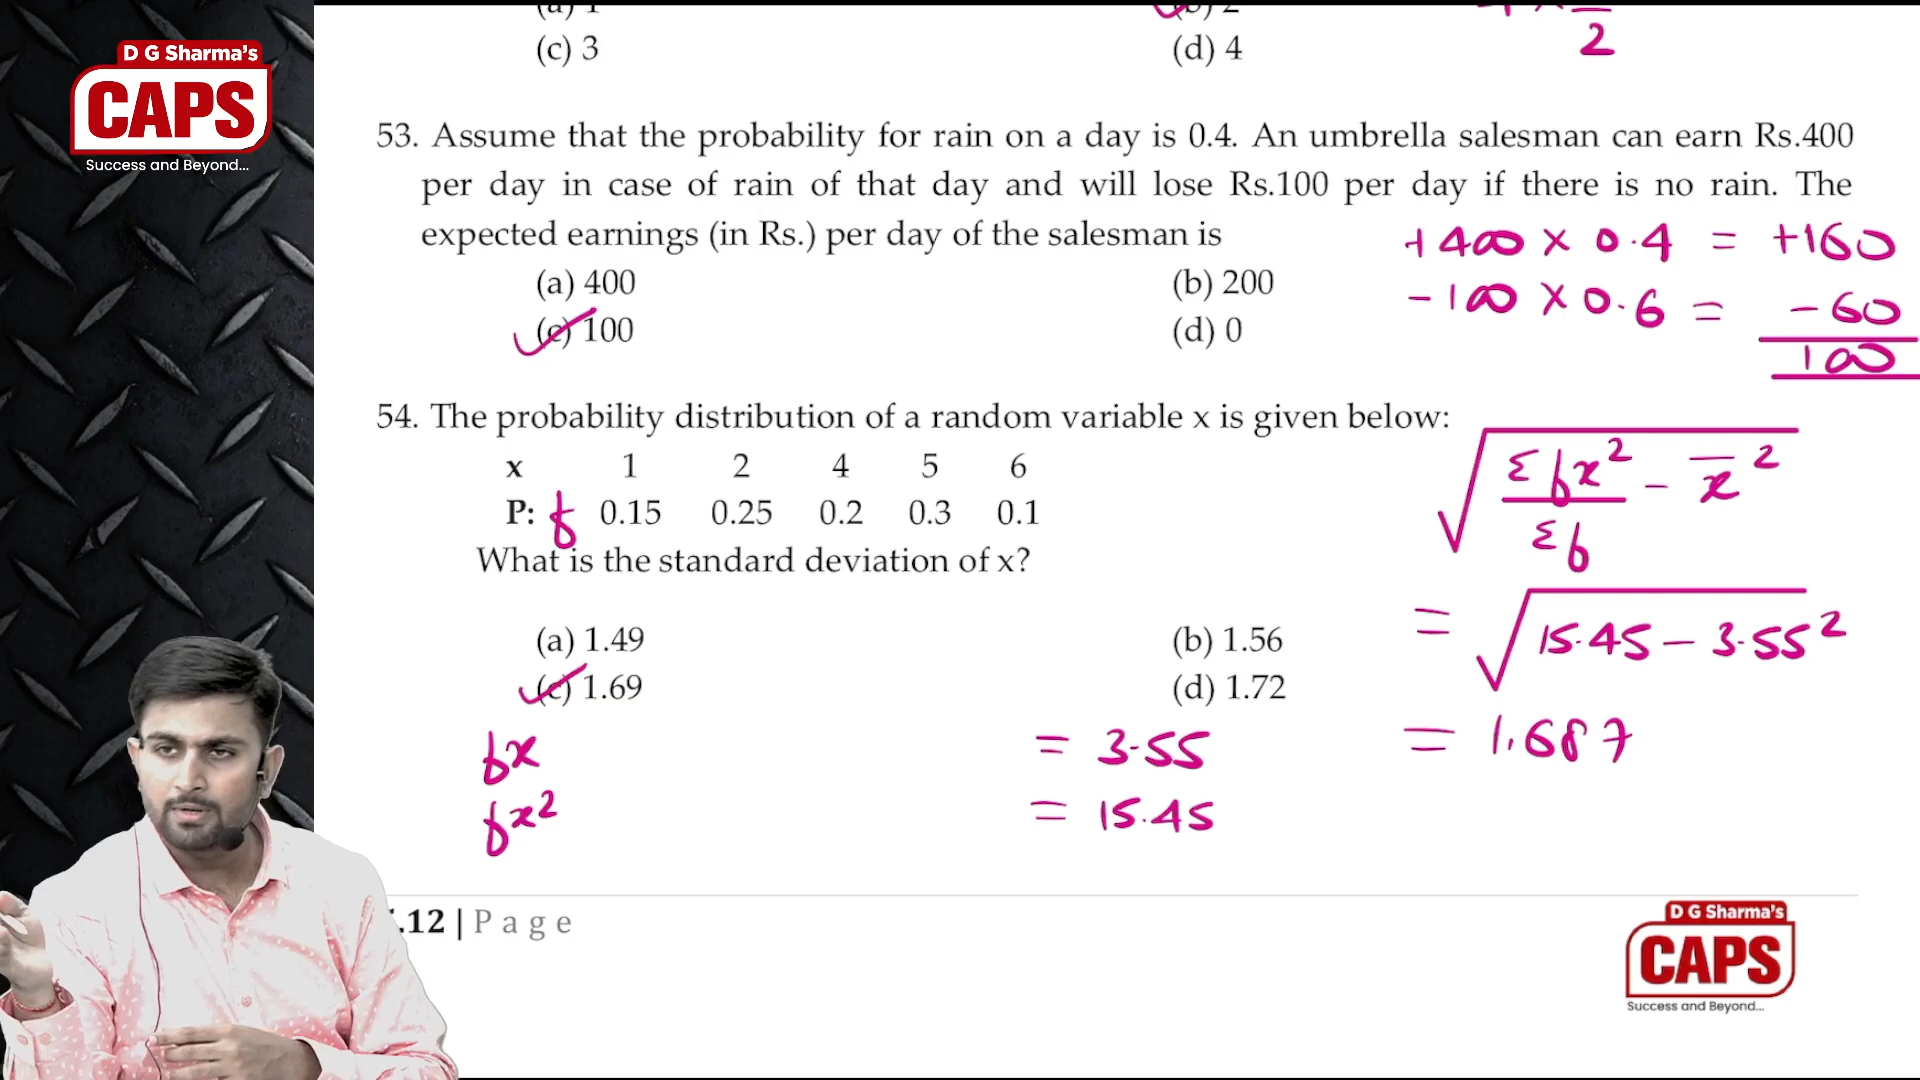 D G Sharma's
CAPS
Success and Beyond...
2
(c) 3
(d) 4
2
53. Assume that the probability for rain on a day is 0.4. An umbrella salesman can earn Rs.400
per day in case of rain of that day and will lose Rs.100 per day if there is no rain. The
expected earnings (in Rs.) per day of the salesman is
+400 × 0.4 = +160
(a) 400
(b) 200
-100 × 0.6 = -60
(c) 100
(d) 0
100
54. The probability distribution of a random variable x is given below:
x 1 2 4 5 6
P: f 0.15 0.25 0.2 0.3 0.1
√Σfx²/Σf - x̄²
What is the standard deviation of x?
(a) 1.49
(b) 1.56
= √15.45 - 3.55²
(c) 1.69
(d) 1.72
fx = 3.55
= 1.687
fx² = 15.45
.12 | Page
D G Sharma's
CAPS
Success and Beyond...